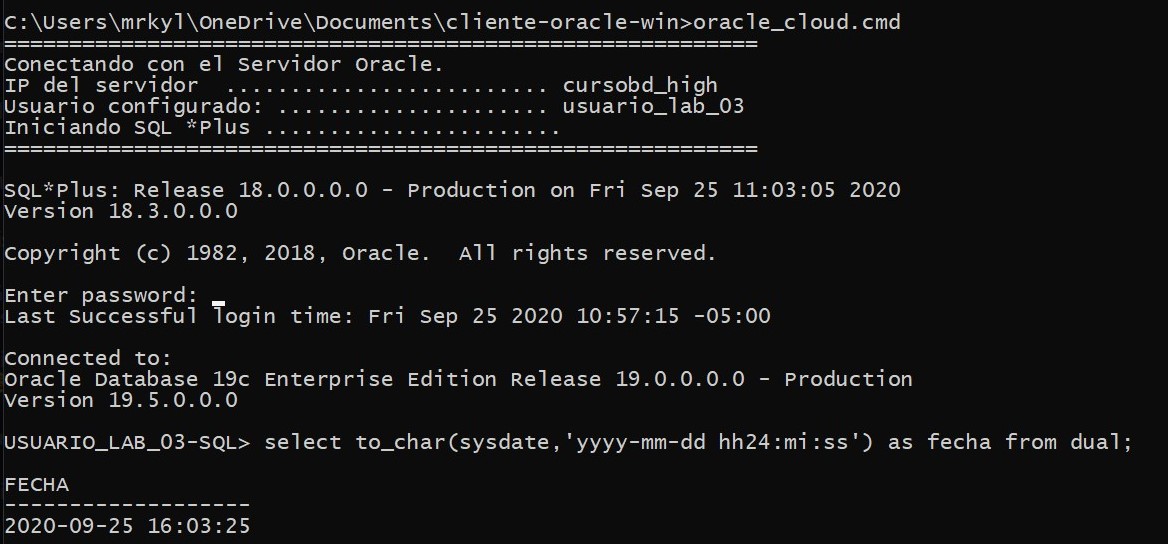 C:\Users\mrkyl\OneDrive\Documents\cliente-oracle-win>oracle_cloud.cmd
==========================================================
Conectando con el Servidor Oracle.
IP del servidor  ......................... cursobd_high
Usuario configurado: ..................... usuario_lab_03
Iniciando SQL *Plus .......................
==========================================================
SQL*Plus: Release 18.0.0.0.0 - Production on Fri Sep 25 11:03:05 2020
Version 18.3.0.0.0
Copyright (c) 1982, 2018, Oracle.  All rights reserved.
Enter password:
Last Successful login time: Fri Sep 25 2020 10:57:15 -05:00
Connected to:
Oracle Database 19c Enterprise Edition Release 19.0.0.0.0 - Production
Version 19.5.0.0.0
USUARIO_LAB_03-SQL> select to_char(sysdate,'yyyy-mm-dd hh24:mi:ss') as fecha from dual;
FECHA
-------------------
2020-09-25 16:03:25